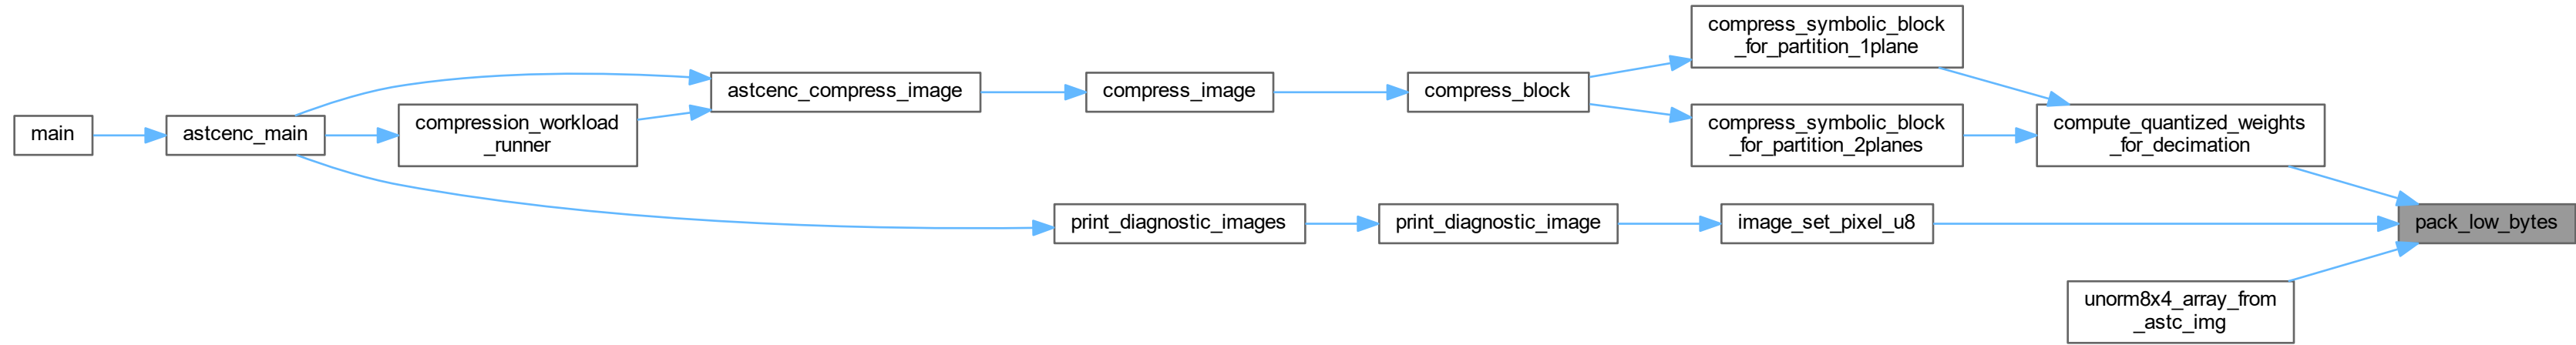 main
astcenc_main
compression_workload
_runner
astcenc_compress_image
compress_image
compress_block
compress_symbolic_block
_for_partition_1plane
compress_symbolic_block
_for_partition_2planes
compute_quantized_weights
_for_decimation
print_diagnostic_images
print_diagnostic_image
image_set_pixel_u8
pack_low_bytes
unorm8x4_array_from
_astc_img